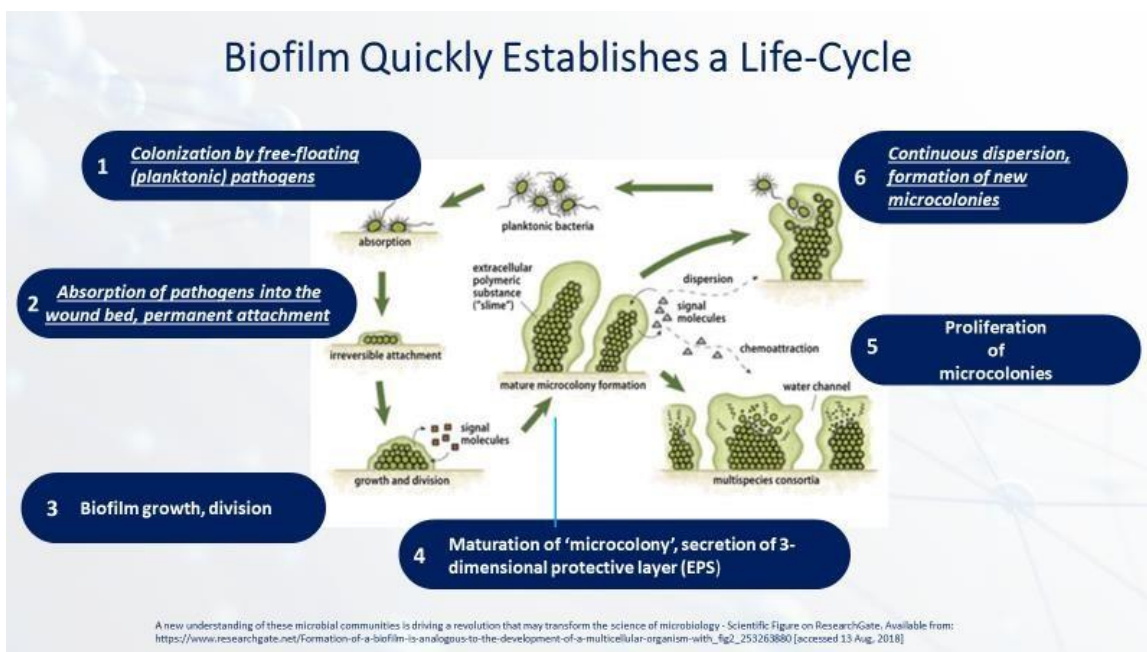 Biofilm Quickly Establishes a Life-Cycle
1
Colonization by free-floating
(planktonic) pathogens
6
Continuous dispersion,
formation of new
microcolonies
absorption
planktonic bacteria
2
Absorption of pathogens into the
wound bed, permanent attachment
extracellular
polymeric
substance
("slime")
dispersion
signal
molecules
chemoattraction
irreversible attachment
mature microcolony formation
5
Proliferation
of
microcolonies
water channel
signal
molecules
growth and division
multispecies consortia
3
Biofilm growth, division
4
Maturation of ‘microcolony’, secretion of 3-
dimensional protective layer (EPS)
A new understanding of these microbial communities is driving a revolution that may transform the science of microbiology - Scientific Figure on ResearchGate. Available from:
https://www.researchgate.net/Formation-of-a-biofilm-is-analogous-to-the-development-of-a-multicellular-organism-with_fig2_253263880 [accessed 13 Aug, 2018]